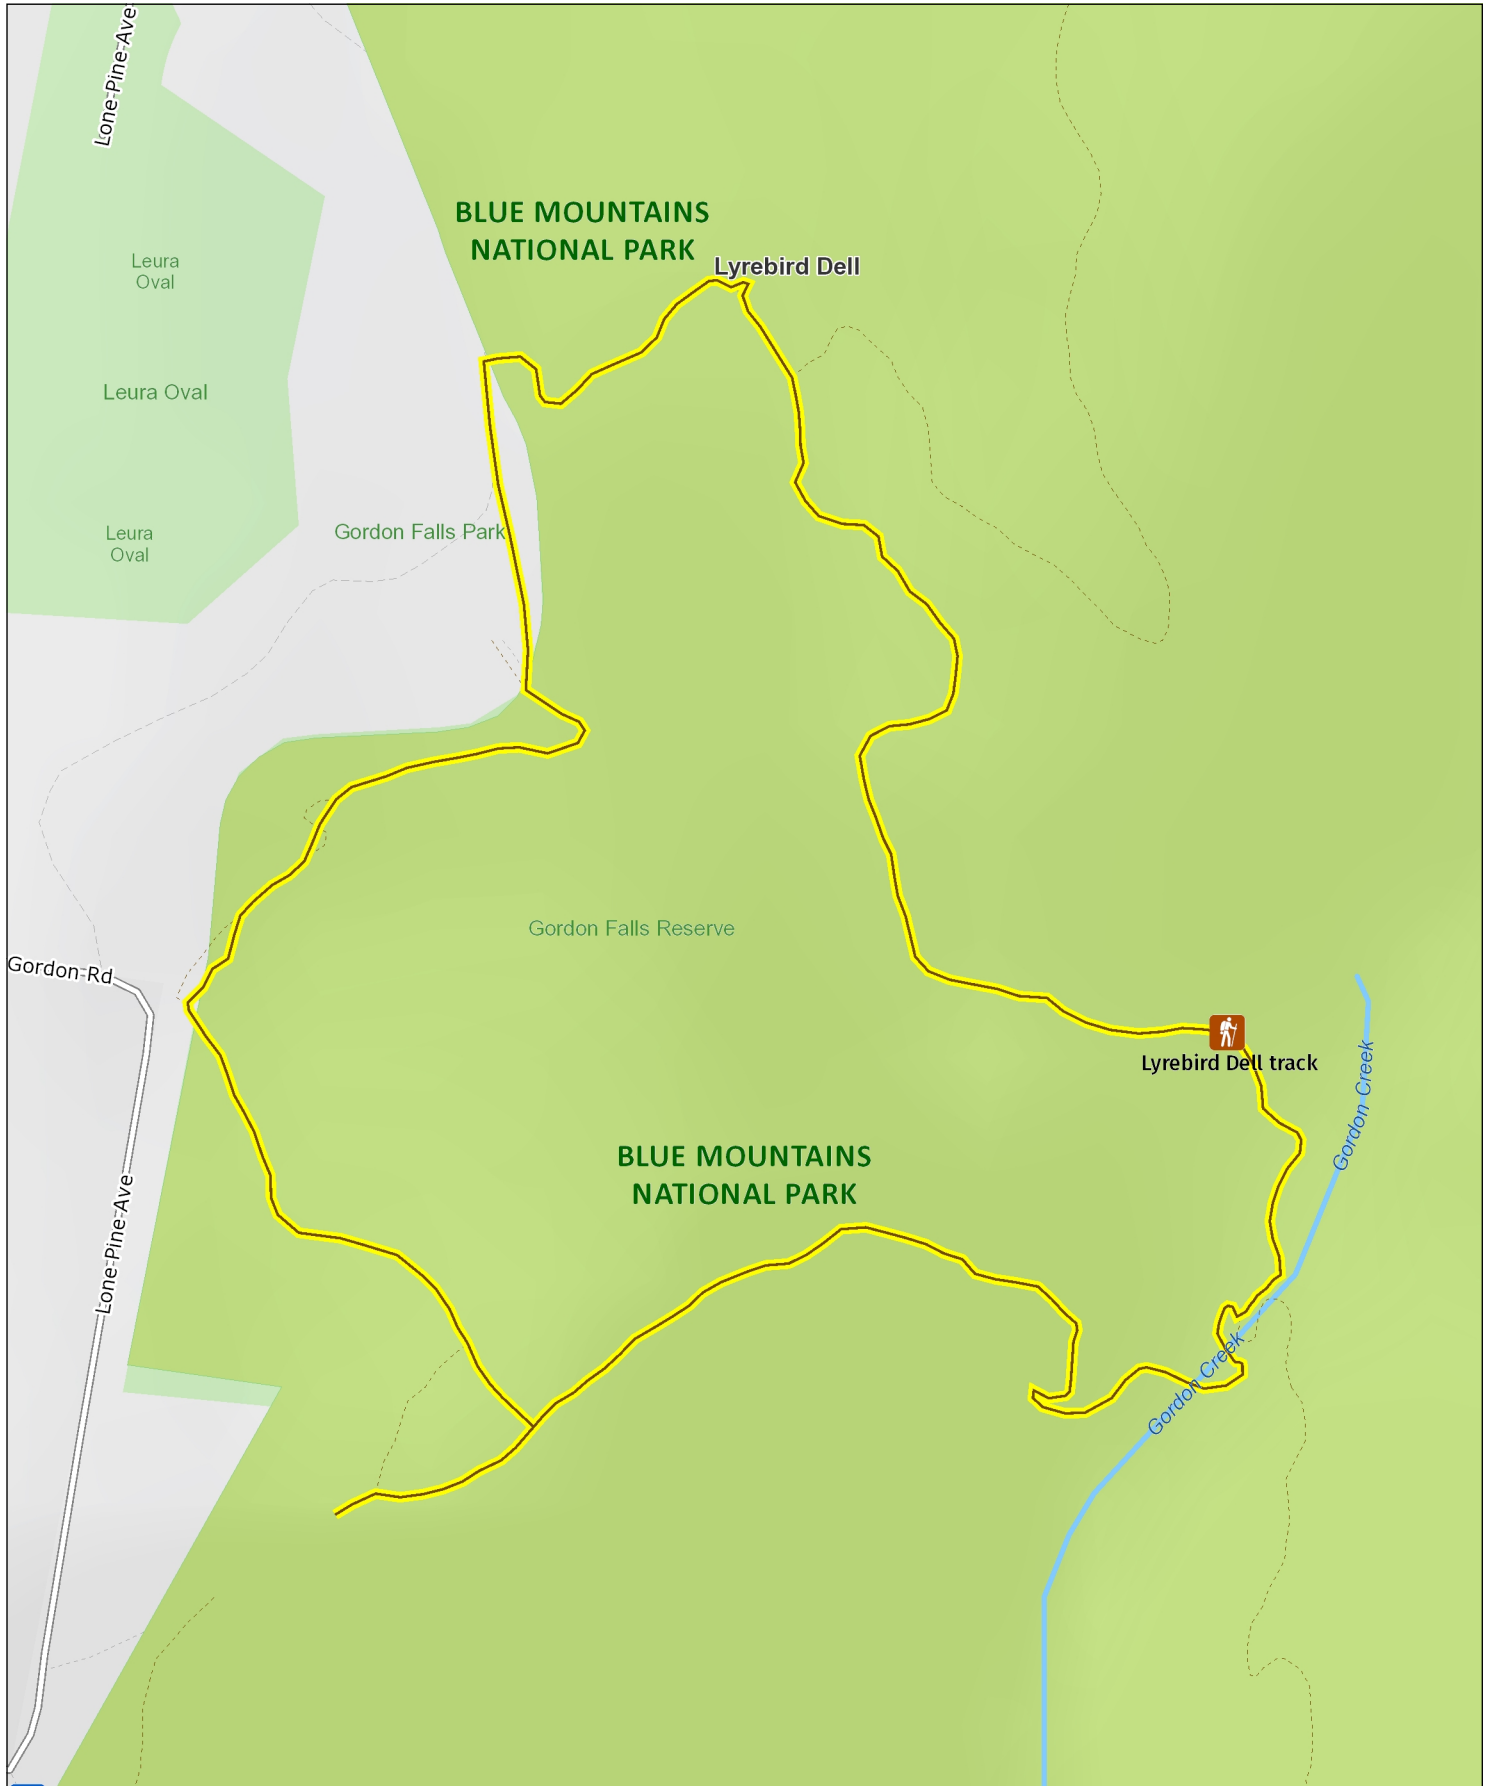 Lone-Pine-Ave
BLUE MOUNTAINS
NATIONAL PARK
Lyrebird Dell
Leura
Oval
Leura Oval
Leura
Oval
Gordon Falls Park
Gordon Falls Reserve
Gordon-Rd
Lyrebird Dell track
Gordon Creek
BLUE MOUNTAINS
NATIONAL PARK
Lone-Pine-Ave
Gordon Creek